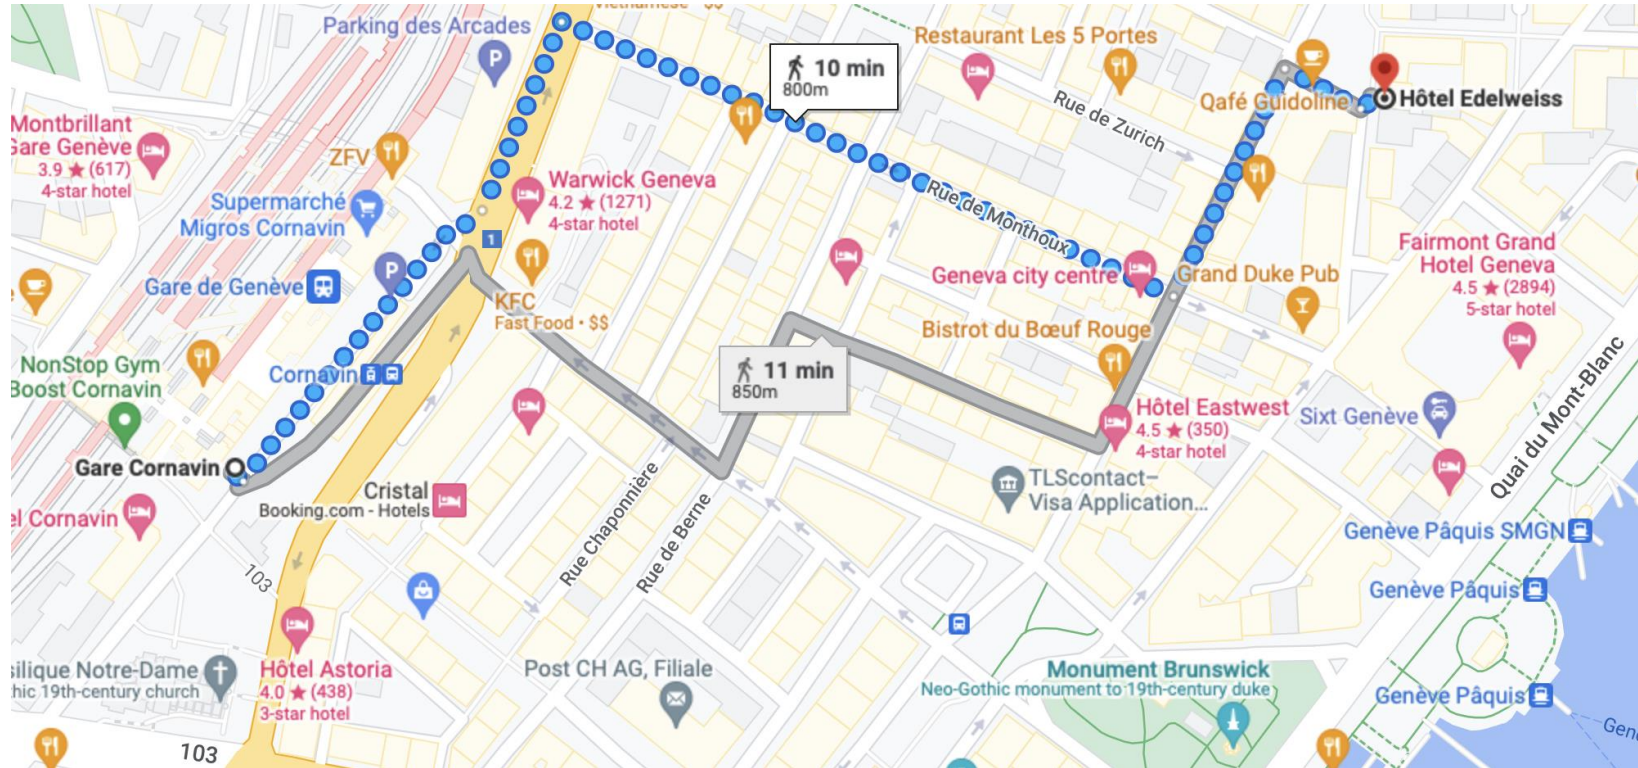 Vietnamese • $$
Parking des Arcades
P
10 min
800m
Restaurant Les 5 Portes
Qafé Guidoline
Hôtel Edelweiss
Rue de Zurich
Montbrillant
Gare Genève
3.9 ★ (617)
4-star hotel
ZFV
Supermarché
Migros Cornavin
Warwick Geneva
4.2 ★ (1271)
4-star hotel
1
Rue de Monthoux
Gare de Genève
P
KFC
Fast Food • $$
Geneva city centre
Grand Duke Pub
Fairmont Grand
Hotel Geneva
4.5 ★ (2894)
5-star hotel
Bistrot du Bœuf Rouge
11 min
850m
NonStop Gym
Boost Cornavin
Cornavin
Hôtel Eastwest
4.5 ★ (350)
4-star hotel
Sixt Genève
Quai du Mont-Blanc
Gare Cornavin
Cristal
Booking.com - Hotels
TLScontact–
Visa Application...
el Cornavin
Rue Chaponnière
Rue de Berne
Genève Pâquis SMGN
103
Genève Pâquis
silique Notre-Dame
thic 19th-century church
Hôtel Astoria
4.0 ★ (438)
3-star hotel
Post CH AG, Filiale
Monument Brunswick
Neo-Gothic monument to 19th-century duke
Genève Pâquis
103
Gen